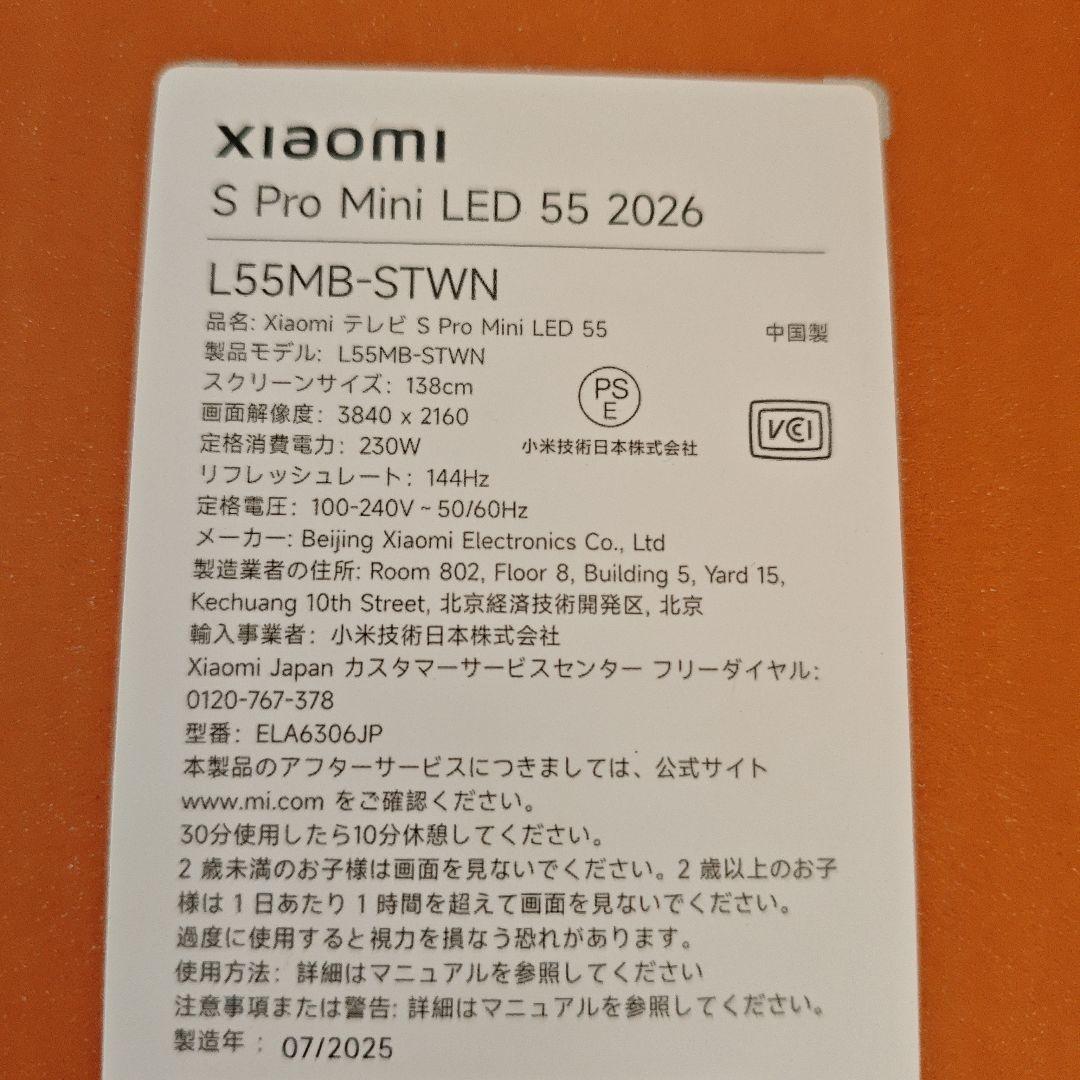 xiaomi
S Pro Mini LED 55 2026
L55MB-STWN
品名: Xiaomi テレビ S Pro Mini LED 55
中国製
製品モデル: L55MB-STWN
スクリーンサイズ: 138cm
画面解像度: 3840 x 2160
PS
E
VCCI
定格消費電力: 230W
小米技術日本株式会社
リフレッシュレート: 144Hz
定格電圧: 100-240V ~ 50/60Hz
メーカー: Beijing Xiaomi Electronics Co., Ltd
製造業者の住所: Room 802, Floor 8, Building 5, Yard 15,
Kechuang 10th Street, 北京経済技術開発区, 北京
輸入事業者: 小米技術日本株式会社
Xiaomi Japan カスタマーサービスセンター フリーダイヤル:
0120-767-378
型番: ELA6306JP
本製品のアフターサービスにつきましては、公式サイト
www.mi.com をご確認ください。
30分使用したら10分休憩してください。
2 歳未満のお子様は画面を見ないでください。2 歳以上のお子
様は 1 日あたり 1 時間を超えて画面を見ないでください。
過度に使用すると視力を損なう恐れがあります。
使用方法: 詳細はマニュアルを参照してください
注意事項または警告: 詳細はマニュアルを参照してください。
製造年 : 07/2025